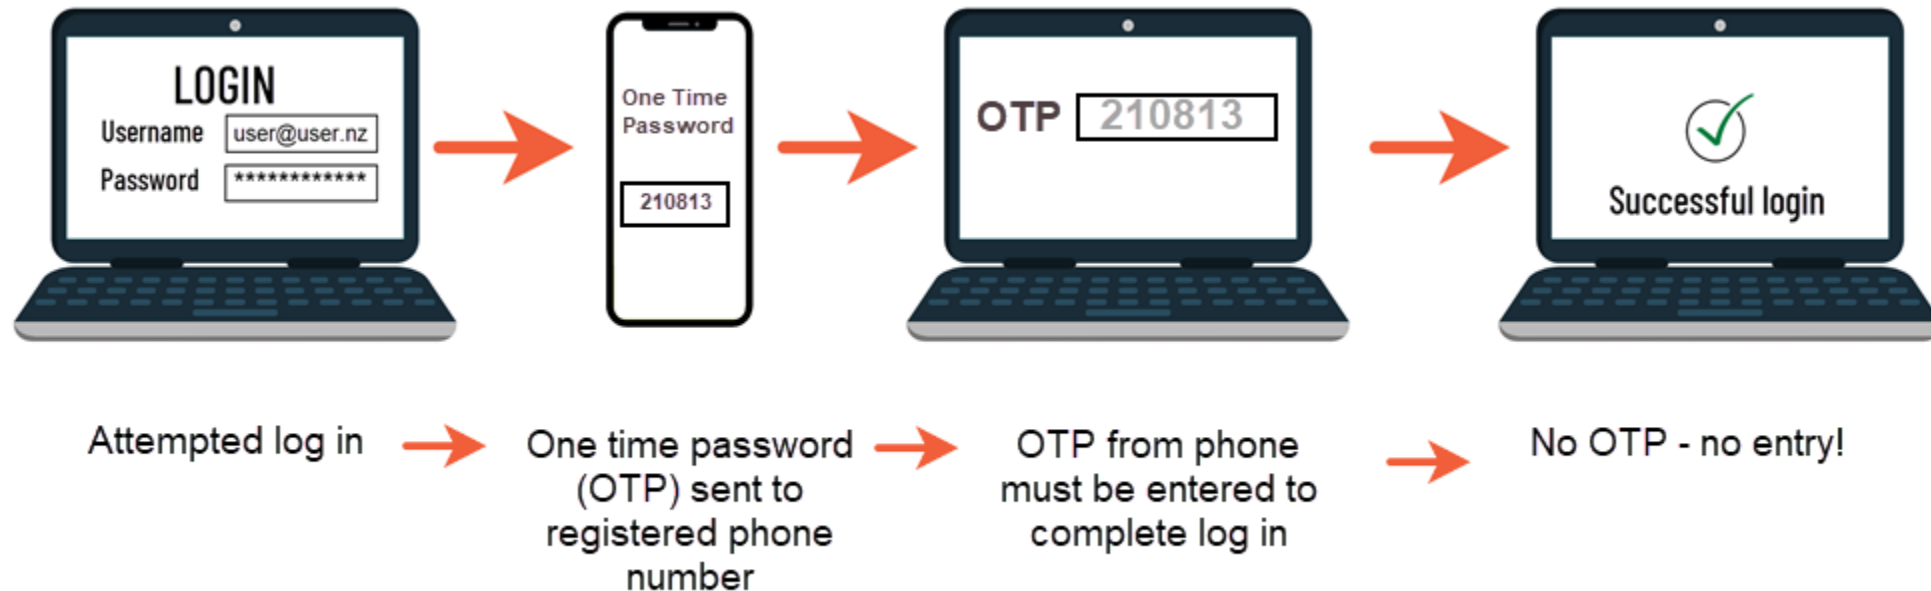 LOGIN
Username user@user.nz
Password ************
One Time
Password
210813
OTP 210813
Successful login
Attempted log in
One time password
(OTP) sent to
registered phone
number
OTP from phone
must be entered to
complete log in
No OTP - no entry!